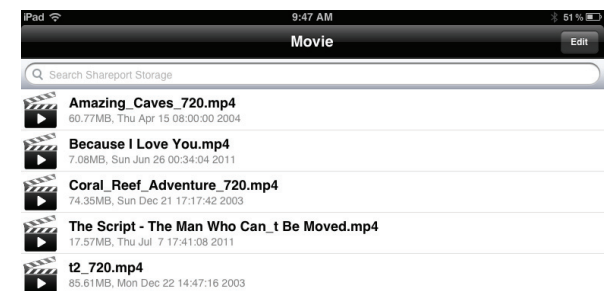 iPad 9:47 AM 51 %
Movie Edit
Search Shareport Storage
Amazing_Caves_720.mp4
60.77MB, Thu Apr 15 08:00:00 2004
Because I Love You.mp4
7.08MB, Sun Jun 26 00:34:04 2011
Coral_Reef_Adventure_720.mp4
74.35MB, Sun Dec 21 17:17:42 2003
The Script - The Man Who Can_t Be Moved.mp4
17.57MB, Thu Jul  7 17:41:08 2011
t2_720.mp4
85.61MB, Mon Dec 22 14:47:16 2003